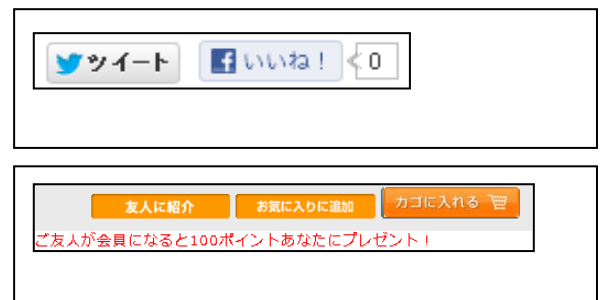 ツイート いいね！ 0
友人に紹介 お気に入りに追加 カゴに入れる
ご友人が会員になると100ポイントあなたにプレゼント！